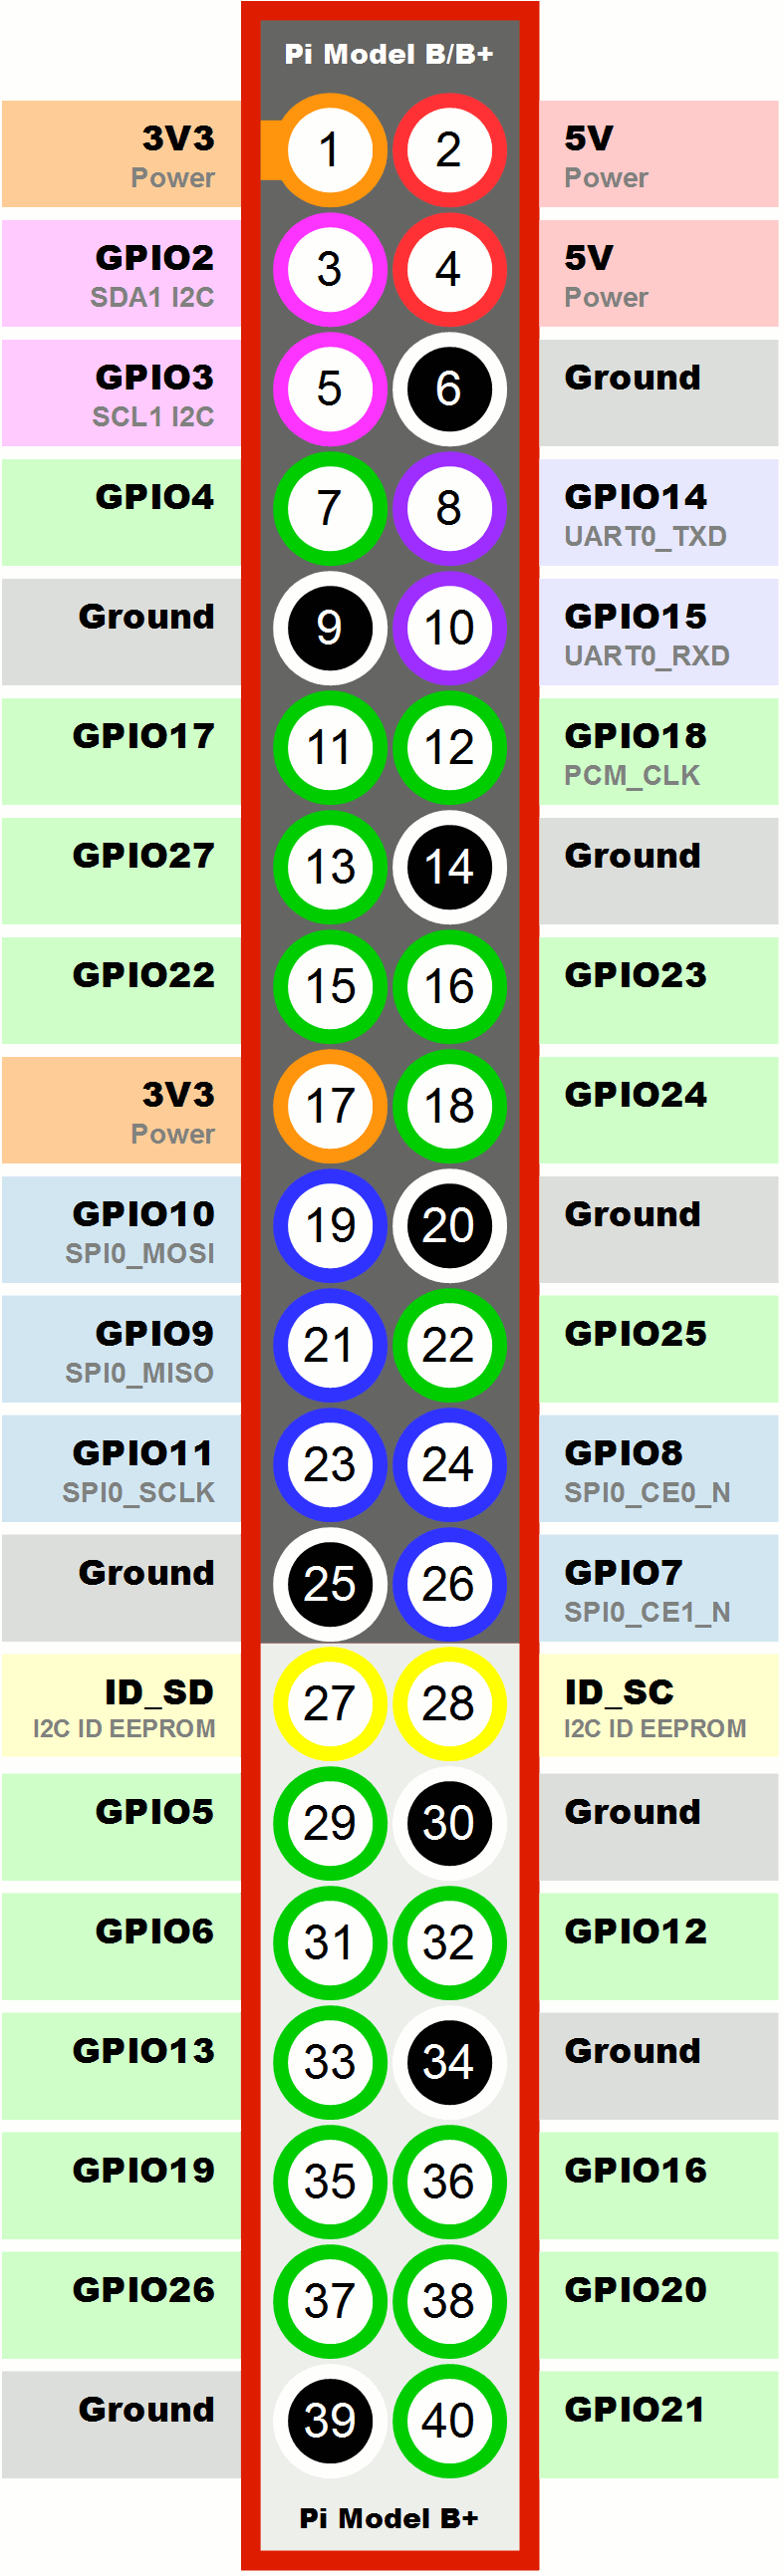 Pi Model B/B+
3V3 1 2 5V
Power Power
GPIO2 3 4 5V
SDA1 I2C Power
GPIO3 5 6 Ground
SCL1 I2C
GPIO4 7 8 GPIO14
UART0_TXD
Ground 9 10 GPIO15
UART0_RXD
GPIO17 11 12 GPIO18
PCM_CLK
GPIO27 13 14 Ground
GPIO22 15 16 GPIO23
3V3 17 18 GPIO24
Power
GPIO10 19 20 Ground
SPI0_MOSI
GPIO9 21 22 GPIO25
SPI0_MISO
GPIO11 23 24 GPIO8
SPI0_SCLK SPI0_CE0_N
Ground 25 26 GPIO7
SPI0_CE1_N
ID_SD 27 28 ID_SC
I2C ID EEPROM I2C ID EEPROM
GPIO5 29 30 Ground
GPIO6 31 32 GPIO12
GPIO13 33 34 Ground
GPIO19 35 36 GPIO16
GPIO26 37 38 GPIO20
Ground 39 40 GPIO21
Pi Model B+